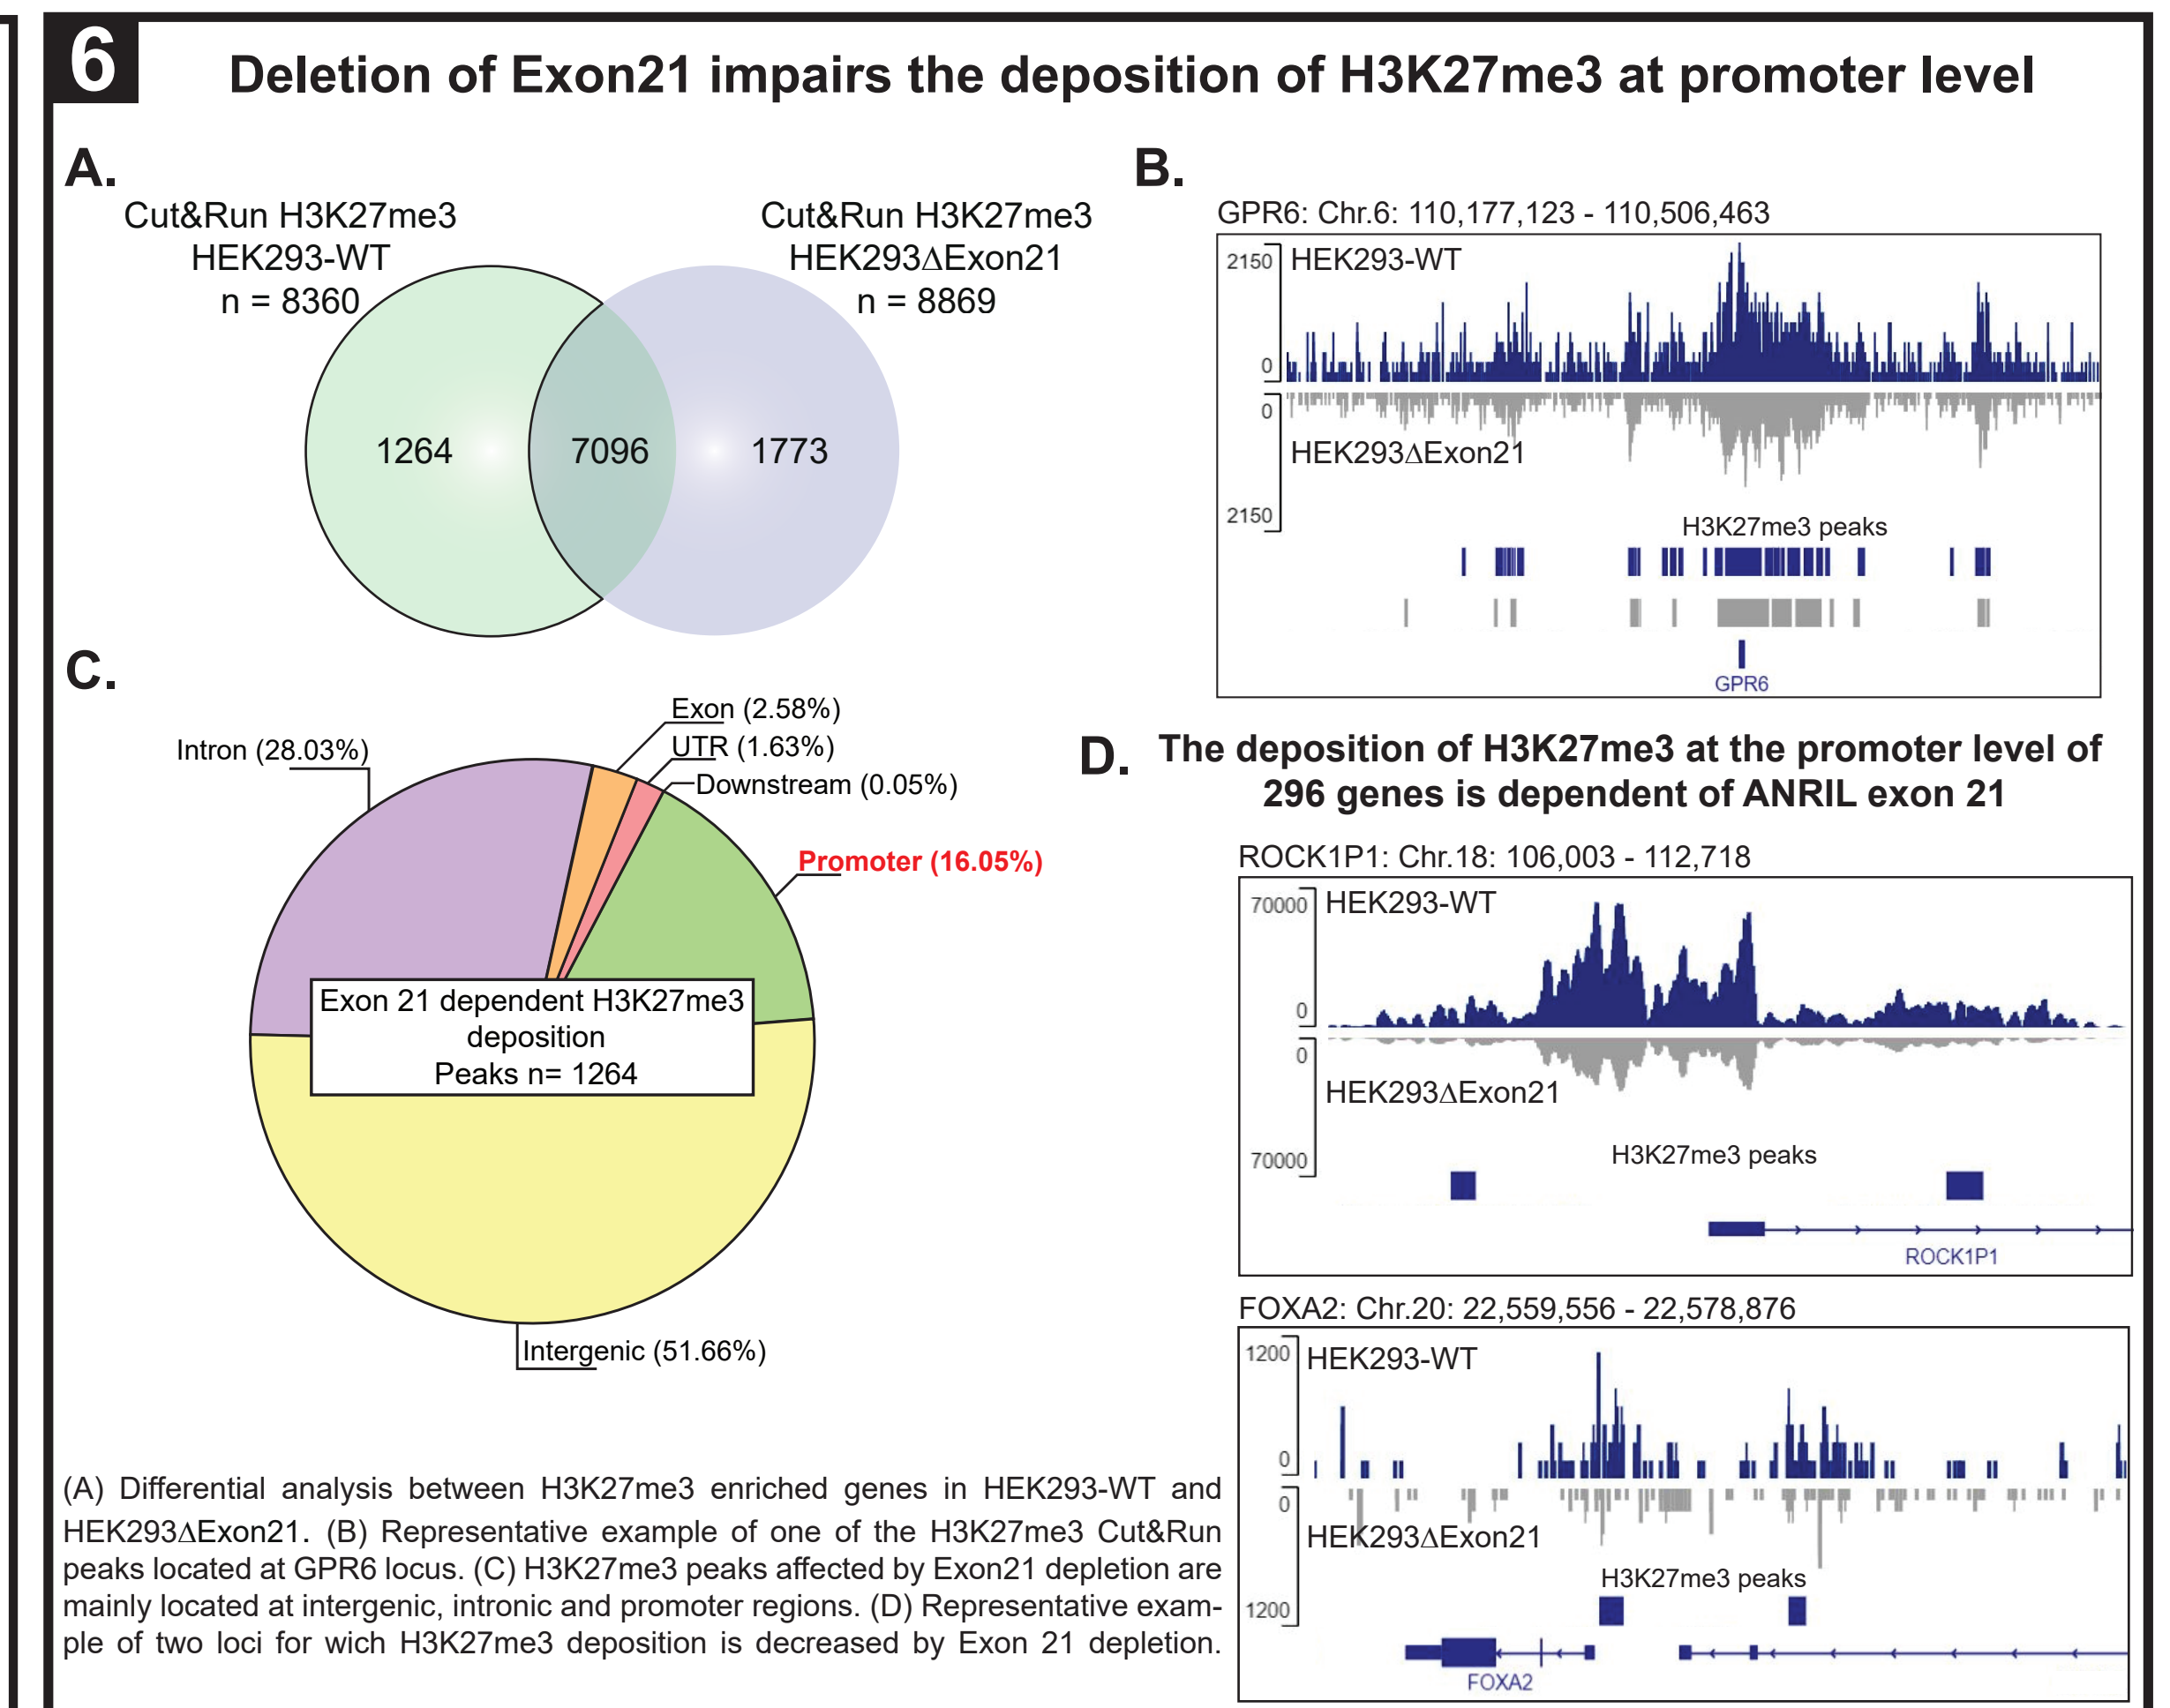 6
Deletion of Exon21 impairs the deposition of H3K27me3 at promoter level
A.
Cut&Run H3K27me3
HEK293-WT
n = 8360
Cut&Run H3K27me3
HEK293ΔExon21
n = 8869
1264
7096
1773
B.
GPR6: Chr.6: 110,177,123 - 110,506,463
2150
HEK293-WT
0
0
HEK293ΔExon21
2150
H3K27me3 peaks
GPR6
C.
Exon (2.58%)
UTR (1.63%)
Downstream (0.05%)
Intron (28.03%)
Promoter (16.05%)
Exon 21 dependent H3K27me3
deposition
Peaks n= 1264
Intergenic (51.66%)
D.
The deposition of H3K27me3 at the promoter level of
296 genes is dependent of ANRIL exon 21
ROCK1P1: Chr.18: 106,003 - 112,718
70000
HEK293-WT
0
0
HEK293ΔExon21
70000
H3K27me3 peaks
ROCK1P1
FOXA2: Chr.20: 22,559,556 - 22,578,876
1200
HEK293-WT
0
0
HEK293ΔExon21
H3K27me3 peaks
1200
FOXA2
(A) Differential analysis between H3K27me3 enriched genes in HEK293-WT and
HEK293ΔExon21. (B) Representative example of one of the H3K27me3 Cut&Run
peaks located at GPR6 locus. (C) H3K27me3 peaks affected by Exon21 depletion are
mainly located at intergenic, intronic and promoter regions. (D) Representative exam-
ple of two loci for wich H3K27me3 deposition is decreased by Exon 21 depletion.